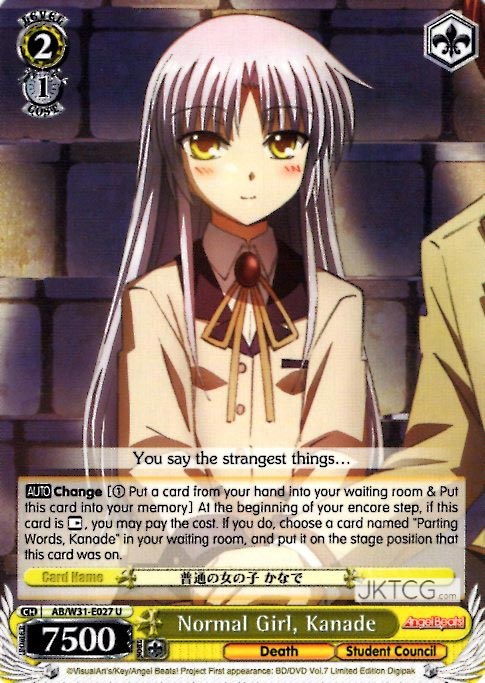 LEVEL
2
1
COST
You say the strangest things...
AUTO Change [① Put a card from your hand into your waiting room & Put
this card into your memory] At the beginning of your encore step, if this
card is , you may pay the cost. If you do, choose a card named "Parting
Words, Kanade" in your waiting room, and put it on the stage position that
this card was on.
Card Name
普通の女の子 かなで
JKTCG.com
CH AB/W31-E027 U
Normal Girl, Kanade
Angel Beats!
POWER
7500
SOUL
Death
Student Council
©VisualArt's/Key/Angel Beats! Project First appearance: BD/DVD Vol.7 Limited Edition Digipak